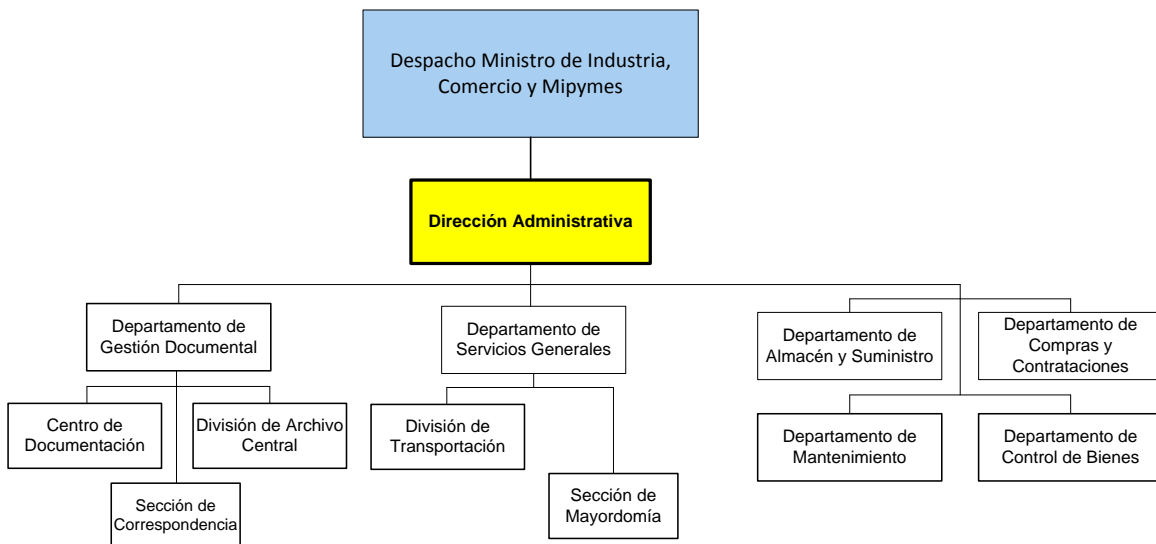 Despacho Ministro de Industria,
Comercio y Mipymes
Dirección Administrativa
Departamento de
Gestión Documental
Departamento de
Servicios Generales
Departamento de
Almacén y Suministro
Departamento de
Compras y
Contrataciones
Centro de
Documentación
División de Archivo
Central
División de
Transportación
Departamento de
Mantenimiento
Departamento de
Control de Bienes
Sección de
Correspondencia
Sección de
Mayordomía